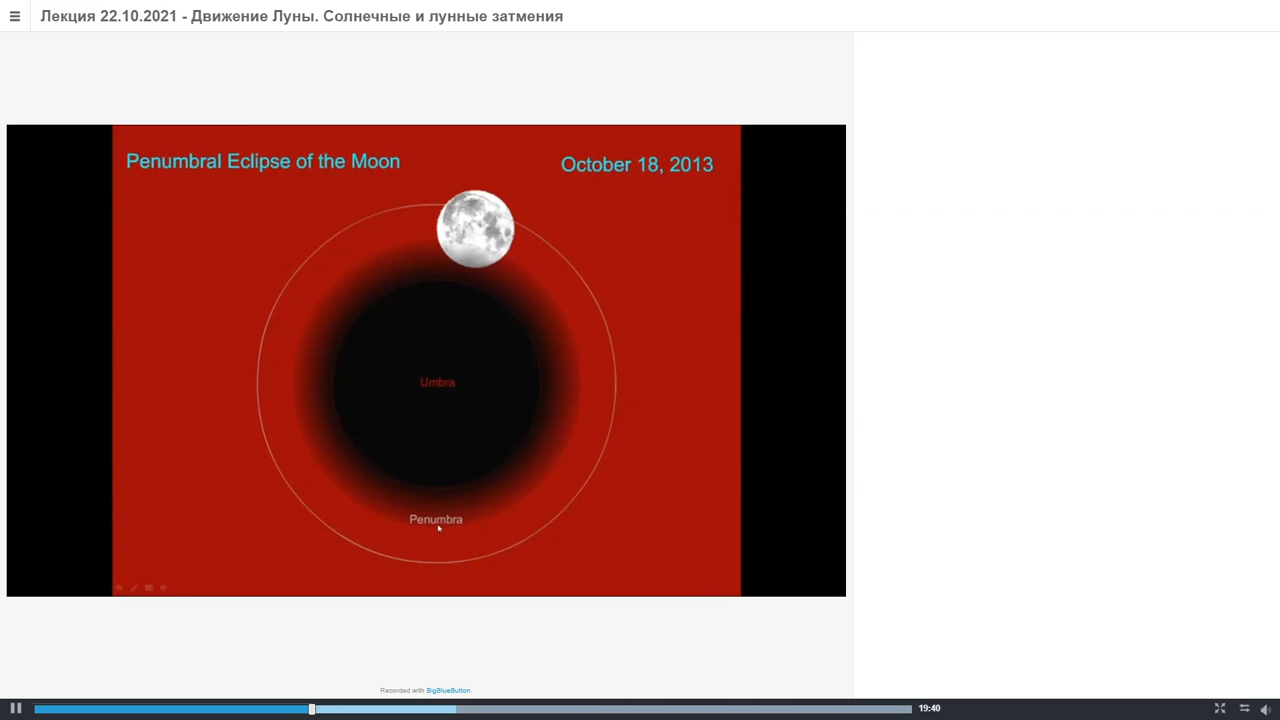 Лекция 22.10.2021 - Движение Луны. Солнечные и лунные затмения
Penumbral Eclipse of the Moon
October 18, 2013
Umbra
Penumbra
Recorded with BigBlueButton.
19:40